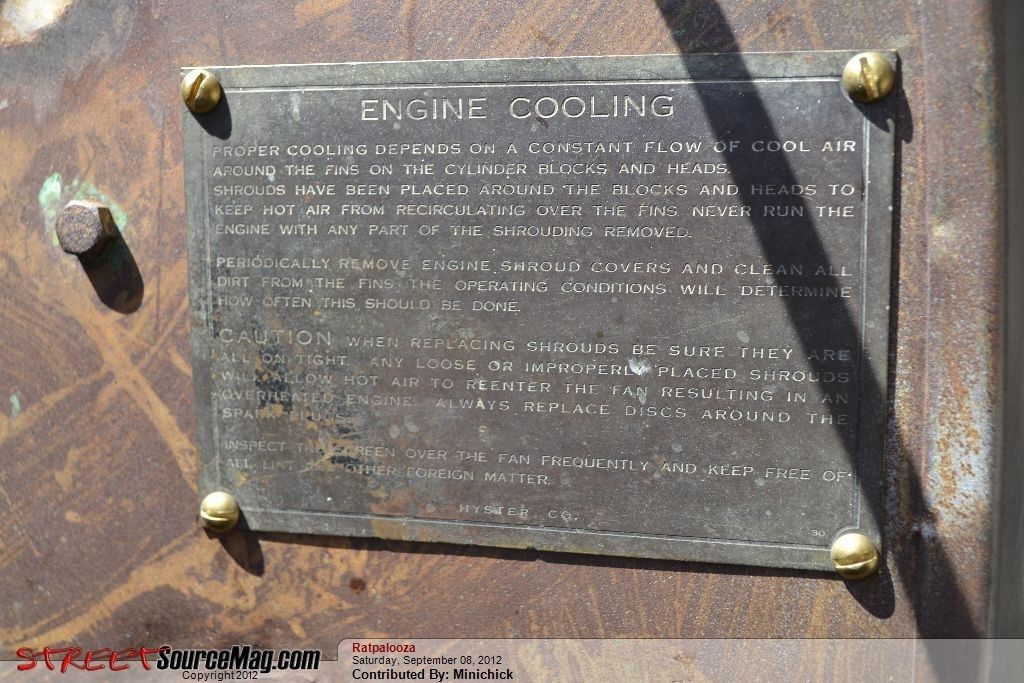 ENGINE COOLING
PROPER COOLING DEPENDS ON A CONSTANT FLOW OF COOL AIR
AROUND THE FINS ON THE CYLINDER BLOCKS AND HEADS.
SHROUDS HAVE BEEN PLACED AROUND THE BLOCKS AND HEADS TO
KEEP HOT AIR FROM RECIRCULATING OVER THE FINS. NEVER RUN THE
ENGINE WITH ANY PART OF THE SHROUDING REMOVED.
PERIODICALLY REMOVE ENGINE SHROUD COVERS AND CLEAN ALL
DIRT FROM THE FINS. THE OPERATING CONDITIONS WILL DETERMINE
HOW OFTEN THIS SHOULD BE DONE.
CAUTION WHEN REPLACING SHROUDS BE SURE THEY ARE
ALL ON TIGHT. ANY LOOSE OR IMPROPERLY PLACED SHROUDS
WILL ALLOW HOT AIR TO REENTER THE FAN RESULTING IN AN
OVERHEATED ENGINE. ALWAYS REPLACE DISCS AROUND THE
SPARK PLUGS.
INSPECT THE SCREEN OVER THE FAN FREQUENTLY AND KEEP FREE OF
ALL LINT OR OTHER FOREIGN MATTER.
HYSTER CO.
30
STREETSourceMag.com
Copyright 2012
Ratpalooza
Saturday, September 08, 2012
Contributed By: Minichick